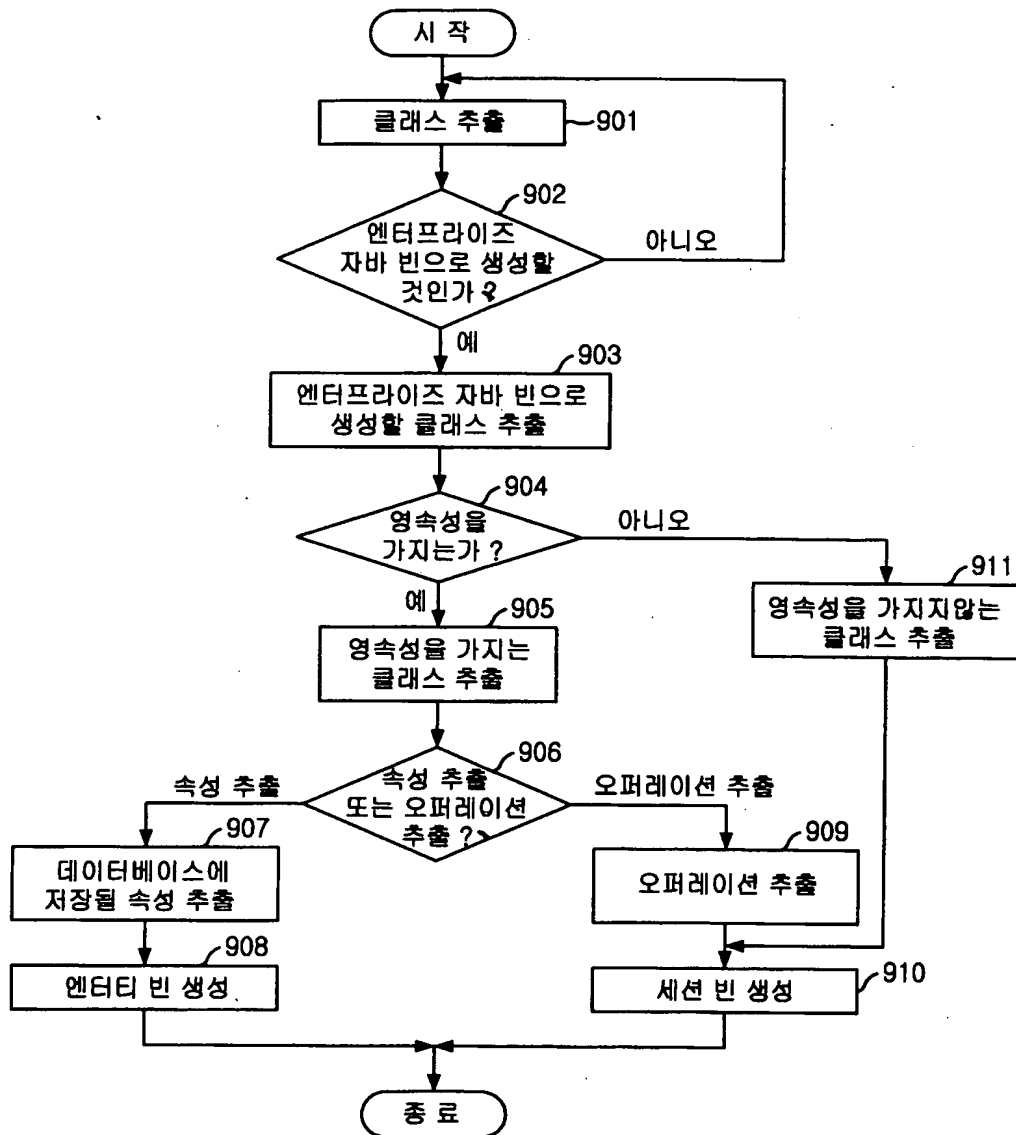 시 작
클래스 추출
901
902
엔터프라이즈
자바 빈으로 생성할
것인가 ?
아니오
예
903
엔터프라이즈 자바 빈으로
생성할 클래스 추출
904
영속성을
가지는가 ?
아니오
예
911
영속성을 가지지않는
클래스 추출
905
영속성을 가지는
클래스 추출
906
속성 추출
또는 오퍼레이션
추출 ?
속성 추출
오퍼레이션 추출
907
데이터베이스에
저장될 속성 추출
909
오퍼레이션 추출
908
엔터티 빈 생성
세션 빈 생성
910
종 료